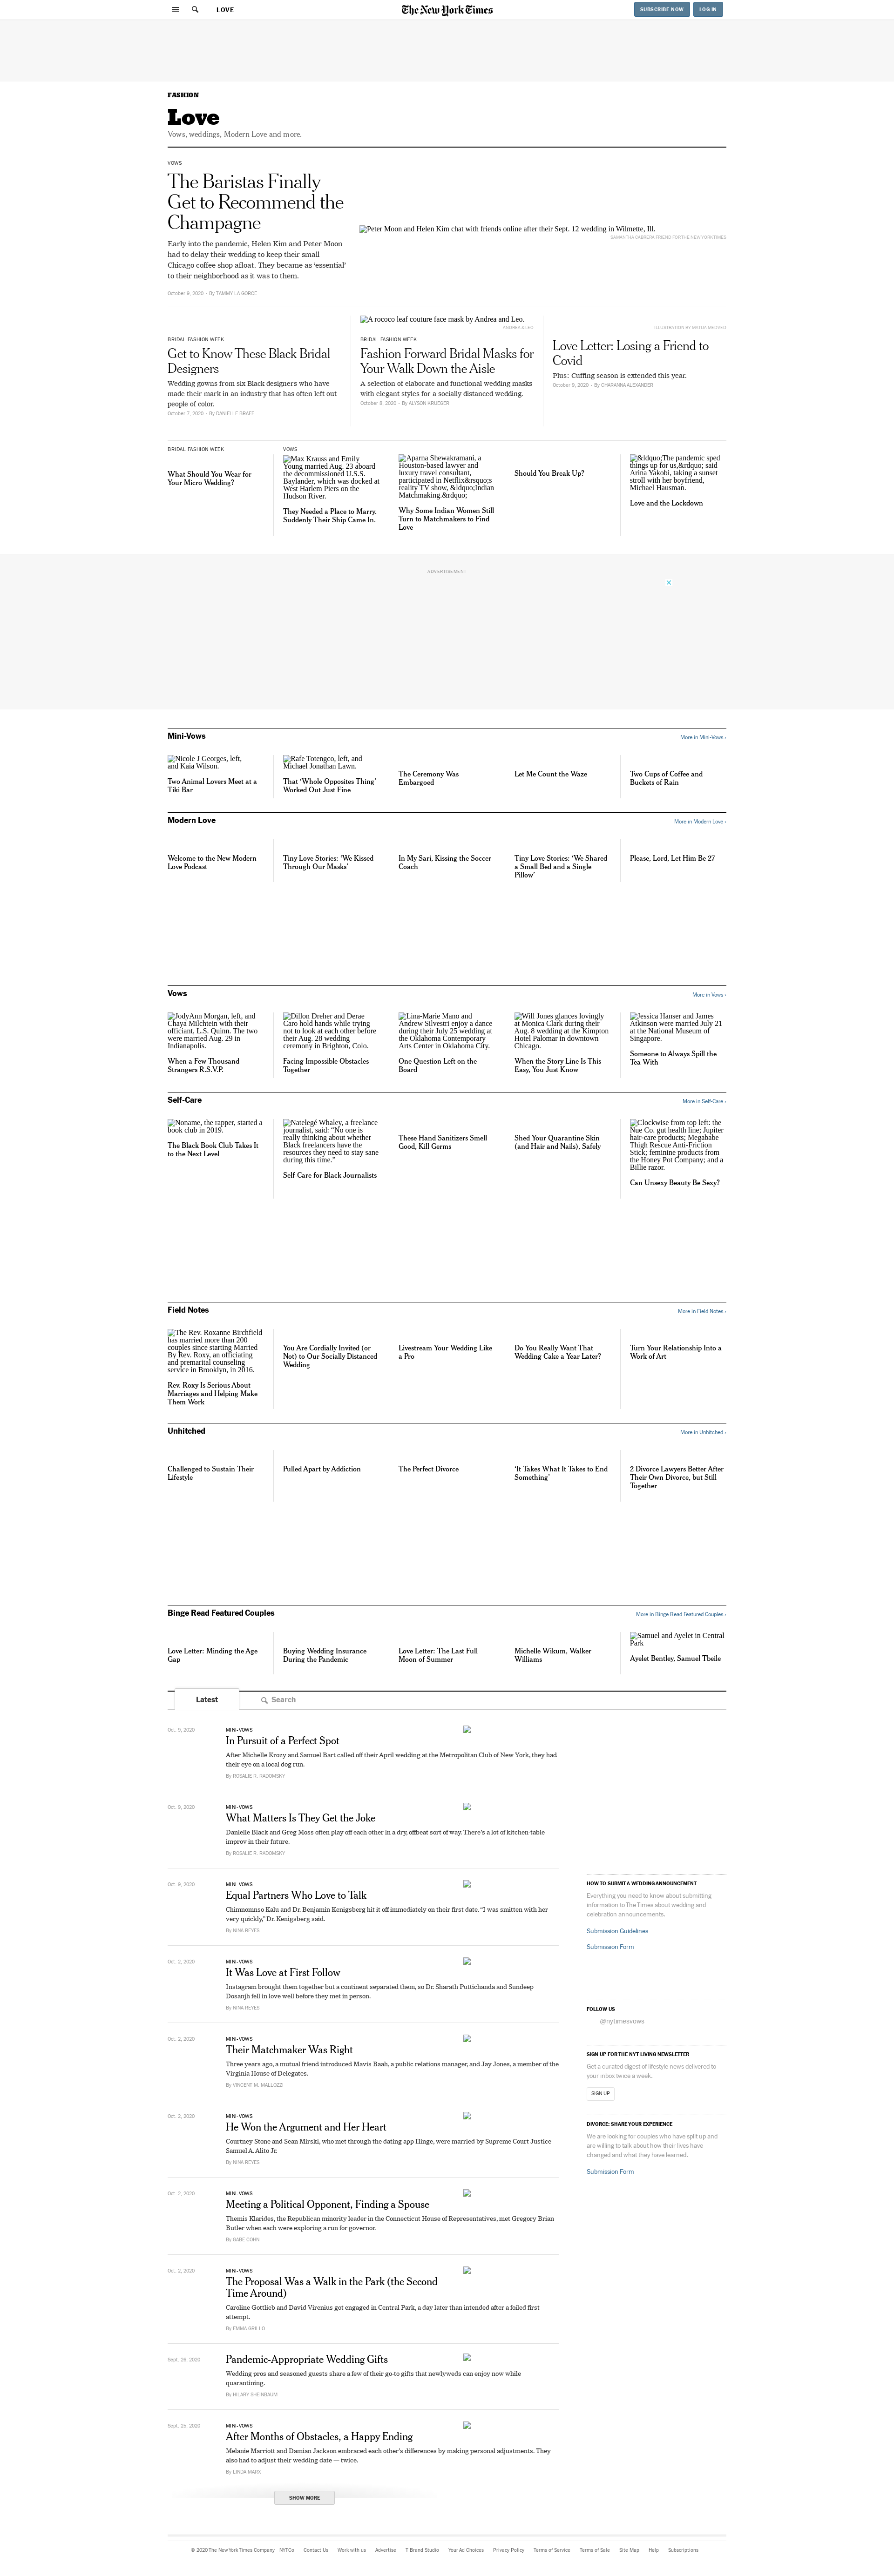 LOVE
The New York Times
SUBSCRIBE NOW
LOG IN
FASHION
Love
Vows, weddings, Modern Love and more.
VOWS
The Baristas Finally
Get to Recommend the
Champagne
Early into the pandemic, Helen Kim and Peter Moon
had to delay their wedding to keep their small
Chicago coffee shop afloat. They became as ‘essential’
to their neighborhood as it was to them.
October 9, 2020 - By TAMMY LA GORCE
Peter Moon and Helen Kim chat with friends online after their Sept. 12 wedding in Wilmette, Ill.
SAMANTHA CABRERA FRIEND FOR THE NEW YORK TIMES
BRIDAL FASHION WEEK
Get to Know These Black Bridal
Designers
Wedding gowns from six Black designers who have
made their mark in an industry that has often left out
people of color.
October 7, 2020 - By DANIELLE BRAFF
A rococo leaf couture face mask by Andrea and Leo.
ANDREA & LEO
BRIDAL FASHION WEEK
Fashion Forward Bridal Masks for
Your Walk Down the Aisle
A selection of elaborate and functional wedding masks
with elegant styles for a socially distanced wedding.
October 8, 2020 - By ALYSON KRUEGER
ILLUSTRATION BY NATIJA MEDVED
Love Letter: Losing a Friend to
Covid
Plus: Cuffing season is extended this year.
October 9, 2020 - By CHARANNA ALEXANDER
BRIDAL FASHION WEEK
What Should You Wear for
Your Micro Wedding?
VOWS
Max Krauss and Emily
Young married Aug. 23 aboard
the decommissioned U.S.S.
Baylander, which was docked at
West Harlem Piers on the
Hudson River.
They Needed a Place to Marry.
Suddenly Their Ship Came In.
Aparna Shewakramani, a
Houston-based lawyer and
luxury travel consultant,
participated in Netflix&rsquo;s
reality TV show, &ldquo;Indian
Matchmaking.&rdquo;
Why Some Indian Women Still
Turn to Matchmakers to Find
Love
Should You Break Up?
&ldquo;The pandemic sped
things up for us,&rdquo; said
Arina Yakobi, taking a sunset
stroll with her boyfriend,
Michael Hausman.
Love and the Lockdown
ADVERTISEMENT
Mini-Vows
More in Mini-Vows ›
Nicole J Georges, left,
and Kaia Wilson.
Two Animal Lovers Meet at a
Tiki Bar
Rafe Totengco, left, and
Michael Jonathan Lawn.
That ‘Whole Opposites Thing’
Worked Out Just Fine
The Ceremony Was
Embargoed
Let Me Count the Waze
Two Cups of Coffee and
Buckets of Rain
Modern Love
More in Modern Love ›
Welcome to the New Modern
Love Podcast
Tiny Love Stories: ‘We Kissed
Through Our Masks’
In My Sari, Kissing the Soccer
Coach
Tiny Love Stories: ‘We Shared
a Small Bed and a Single
Pillow’
Please, Lord, Let Him Be 27
Vows
More in Vows ›
JodyAnn Morgan, left, and
Chaya Milchtein with their
officiant, L.S. Quinn. The two
were married Aug. 29 in
Indianapolis.
When a Few Thousand
Strangers R.S.V.P.
Dillon Dreher and Derae
Caro hold hands while trying
not to look at each other before
their Aug. 28 wedding
ceremony in Brighton, Colo.
Facing Impossible Obstacles
Together
Lina-Marie Mano and
Andrew Silvestri enjoy a dance
during their July 25 wedding at
the Oklahoma Contemporary
Arts Center in Oklahoma City.
One Question Left on the
Board
Will Jones glances lovingly
at Monica Clark during their
Aug. 8 wedding at the Kimpton
Hotel Palomar in downtown
Chicago.
When the Story Line Is This
Easy, You Just Know
Jessica Hanser and James
Atkinson were married July 21
at the National Museum of
Singapore.
Someone to Always Spill the
Tea With
Self-Care
More in Self-Care ›
Noname, the rapper, started a
book club in 2019.
The Black Book Club Takes It
to the Next Level
Natelegé Whaley, a freelance
journalist, said: “No one is
really thinking about whether
Black freelancers have the
resources they need to stay sane
during this time.”
Self-Care for Black Journalists
These Hand Sanitizers Smell
Good, Kill Germs
Shed Your Quarantine Skin
(and Hair and Nails), Safely
Clockwise from top left: the
Nue Co. gut health line; Jupiter
hair-care products; Megababe
Thigh Rescue Anti-Friction
Stick; feminine products from
the Honey Pot Company; and a
Billie razor.
Can Unsexy Beauty Be Sexy?
Field Notes
More in Field Notes ›
The Rev. Roxanne Birchfield
has married more than 200
couples since starting Married
By Rev. Roxy, an officiating
and premarital counseling
service in Brooklyn, in 2016.
Rev. Roxy Is Serious About
Marriages and Helping Make
Them Work
You Are Cordially Invited (or
Not) to Our Socially Distanced
Wedding
Livestream Your Wedding Like
a Pro
Do You Really Want That
Wedding Cake a Year Later?
Turn Your Relationship Into a
Work of Art
Unhitched
More in Unhitched ›
Challenged to Sustain Their
Lifestyle
Pulled Apart by Addiction
The Perfect Divorce
‘It Takes What It Takes to End
Something’
2 Divorce Lawyers Better After
Their Own Divorce, but Still
Together
Binge Read Featured Couples
More in Binge Read Featured Couples ›
Love Letter: Minding the Age
Gap
Buying Wedding Insurance
During the Pandemic
Love Letter: The Last Full
Moon of Summer
Michelle Wikum, Walker
Williams
Samuel and Ayelet in Central
Park
Ayelet Bentley, Samuel Tbeile
Latest
Search
Oct. 9, 2020
MINI-VOWS
In Pursuit of a Perfect Spot
After Michelle Krozy and Samuel Bart called off their April wedding at the Metropolitan Club of New York, they had
their eye on a local dog run.
By ROSALIE R. RADOMSKY
Oct. 9, 2020
MINI-VOWS
What Matters Is They Get the Joke
Danielle Black and Greg Moss often play off each other in a dry, offbeat sort of way. There’s a lot of kitchen-table
improv in their future.
By ROSALIE R. RADOMSKY
Oct. 9, 2020
MINI-VOWS
Equal Partners Who Love to Talk
Chimnomnso Kalu and Dr. Benjamin Kenigsberg hit it off immediately on their first date. “I was smitten with her
very quickly,” Dr. Kenigsberg said.
By NINA REYES
Oct. 2, 2020
MINI-VOWS
It Was Love at First Follow
Instagram brought them together but a continent separated them, so Dr. Sharath Puttichanda and Sundeep
Dosanjh fell in love well before they met in person.
By NINA REYES
Oct. 2, 2020
MINI-VOWS
Their Matchmaker Was Right
Three years ago, a mutual friend introduced Mavis Baah, a public relations manager, and Jay Jones, a member of the
Virginia House of Delegates.
By VINCENT M. MALLOZZI
Oct. 2, 2020
MINI-VOWS
He Won the Argument and Her Heart
Courtney Stone and Sean Mirski, who met through the dating app Hinge, were married by Supreme Court Justice
Samuel A. Alito Jr.
By NINA REYES
Oct. 2, 2020
MINI-VOWS
Meeting a Political Opponent, Finding a Spouse
Themis Klarides, the Republican minority leader in the Connecticut House of Representatives, met Gregory Brian
Butler when each were exploring a run for governor.
By GABE COHN
Oct. 2, 2020
MINI-VOWS
The Proposal Was a Walk in the Park (the Second
Time Around)
Caroline Gottlieb and David Virenius got engaged in Central Park, a day later than intended after a foiled first
attempt.
By EMMA GRILLO
Sept. 26, 2020
Pandemic-Appropriate Wedding Gifts
Wedding pros and seasoned guests share a few of their go-to gifts that newlyweds can enjoy now while
quarantining.
By HILARY SHEINBAUM
Sept. 25, 2020
MINI-VOWS
After Months of Obstacles, a Happy Ending
Melanie Marriott and Damian Jackson embraced each other’s differences by making personal adjustments. They
also had to adjust their wedding date — twice.
By LINDA MARX
SHOW MORE
HOW TO SUBMIT A WEDDING ANNOUNCEMENT
Everything you need to know about submitting
information to The Times about wedding and
celebration announcements.
Submission Guidelines
Submission Form
FOLLOW US
@nytimesvows
SIGN UP FOR THE NYT LIVING NEWSLETTER
Get a curated digest of lifestyle news delivered to
your inbox twice a week.
SIGN UP
DIVORCE: SHARE YOUR EXPERIENCE
We are looking for couples who have split up and
are willing to talk about how their lives have
changed and what they have learned.
Submission Form
© 2020 The New York Times Company NYTCo Contact Us Work with us Advertise T Brand Studio Your Ad Choices Privacy Policy Terms of Service Terms of Sale Site Map Help Subscriptions